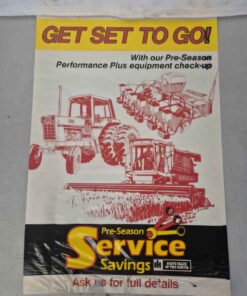 GET SET TO GO!
With our Pre-Season
Performance Plus equipment check-up
Pre-Season
Service
Savings
Ask us for full details